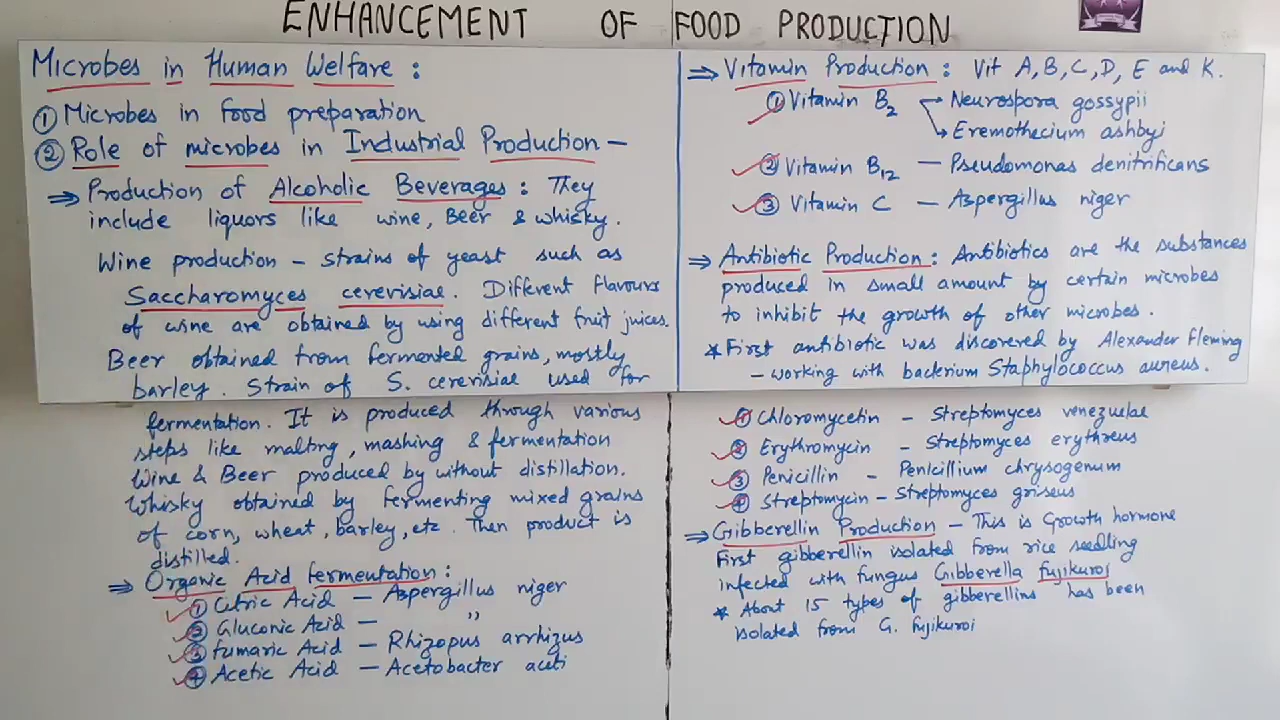 ENHANCEMENT OF FOOD PRODUCTION
Microbes in Human Welfare :
① Microbes in food preparation
② Role of microbes in Industrial Production –
⇒ Production of Alcoholic Beverages : They
include liquors like wine, Beer & whisky.
Wine production – strains of yeast such as
Saccharomyces cerevisiae. Different flavours
of wine are obtained by using different fruit juices.
Beer obtained from fermented grains, mostly
barley. Strain of S. cerevisiae used for
fermentation. It is produced through various
steps like malting, mashing & fermentation
Wine & Beer produced by without distillation.
Whisky obtained by fermenting mixed grains
of corn, wheat, barley, etc. Then product is
distilled.
⇒ Organic Acid fermentation :
① Citric Acid – Aspergillus niger
② Gluconic Acid – "
③ fumaric Acid – Rhizopus arrhizus
④ Acetic Acid – Acetobacter aceti
⇒ Vitamin Production : Vit A, B, C, D, E and K.
① Vitamin B2 → Neurospora gossypii
→ Eremothecium ashbyi
② Vitamin B12 – Pseudomonas denitrificans
③ Vitamin C – Aspergillus niger
⇒ Antibiotic Production : Antibiotics are the substances
produced in small amount by certain microbes
to inhibit the growth of other microbes.
* First antibiotic was discovered by Alexander Fleming
– working with bacterium Staphylococcus aureus.
① Chloromycetin – Streptomyces venezuelae
② Erythromycin – Streptomyces erythreus
③ Penicillin – Penicillium chrysogenum
④ Streptomycin – Streptomyces griseus
⇒ Gibberellin Production – This is Growth hormone
First gibberellin isolated from rice seedling
infected with fungus Gibberella fujikuroi
* About 15 types of gibberellins has been
isolated from G. fujikuroi